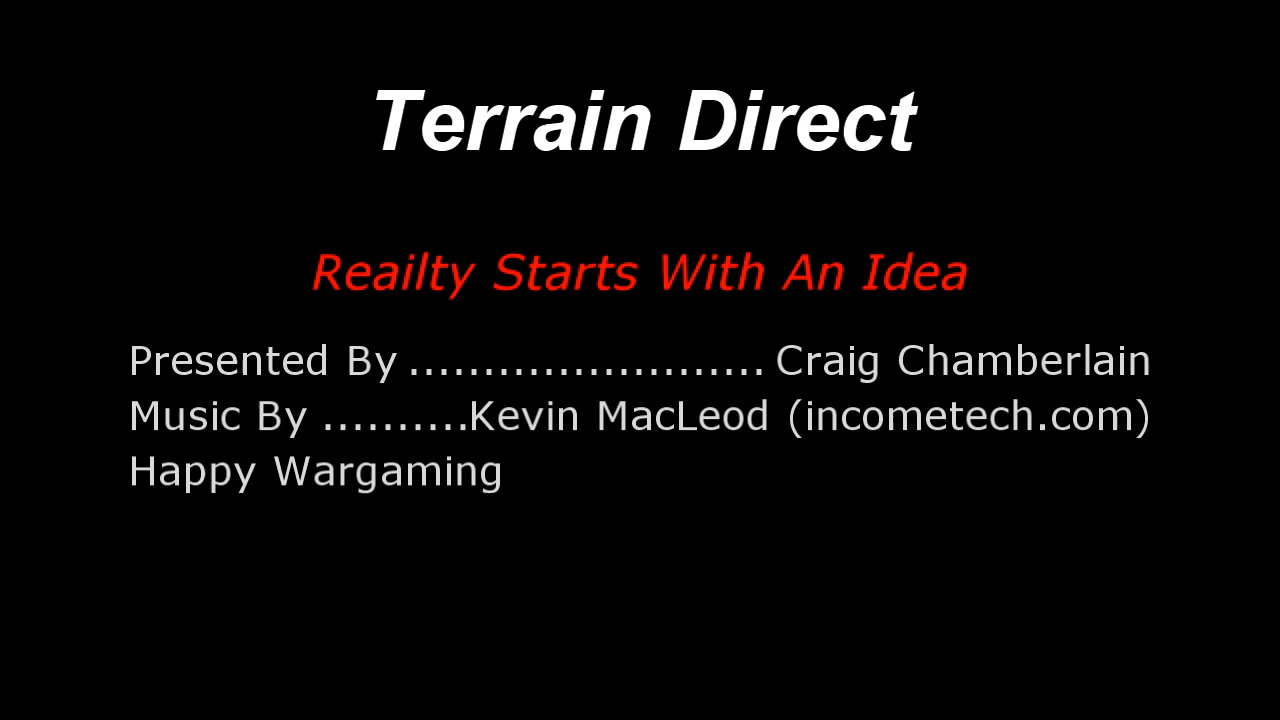 Terrain Direct
Reailty Starts With An Idea
Presented By ........................ Craig Chamberlain
Music By ..........Kevin MacLeod (incometech.com)
Happy Wargaming